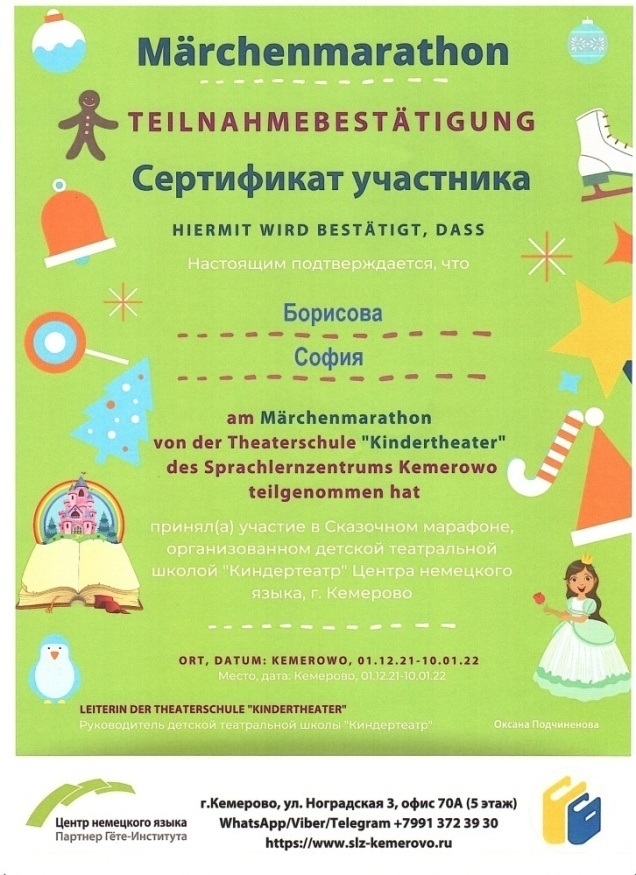 Märchenmarathon
TEILNAHMEBESTÄTIGUNG
Сертификат участника
HIERMIT WIRD BESTÄTIGT, DASS
Настоящим подтверждается, что
Борисова
София
am Märchenmarathon
von der Theaterschule "Kindertheater"
des Sprachlernzentrums Kemerowo
teilgenommen hat
принял(а) участие в Сказочном марафоне,
организованном детской театральной
школой "Киндертеатр" Центра немецкого
языка, г. Кемерово
ORT, DATUM: KEMEROWO, 01.12.21-10.01.22
Место, дата: Кемерово, 01.12.21-10.01.22
LEITERIN DER THEATERSCHULE "KINDERTHEATER"
Руководитель детской театральной школы "Киндертеатр" Оксана Подчиненова
Центр немецкого языка
Партнер Гёте-Института
г.Кемерово, ул. Ноградская 3, офис 70А (5 этаж)
WhatsApp/Viber/Telegram +7991 372 39 30
https://www.slz-kemerovo.ru